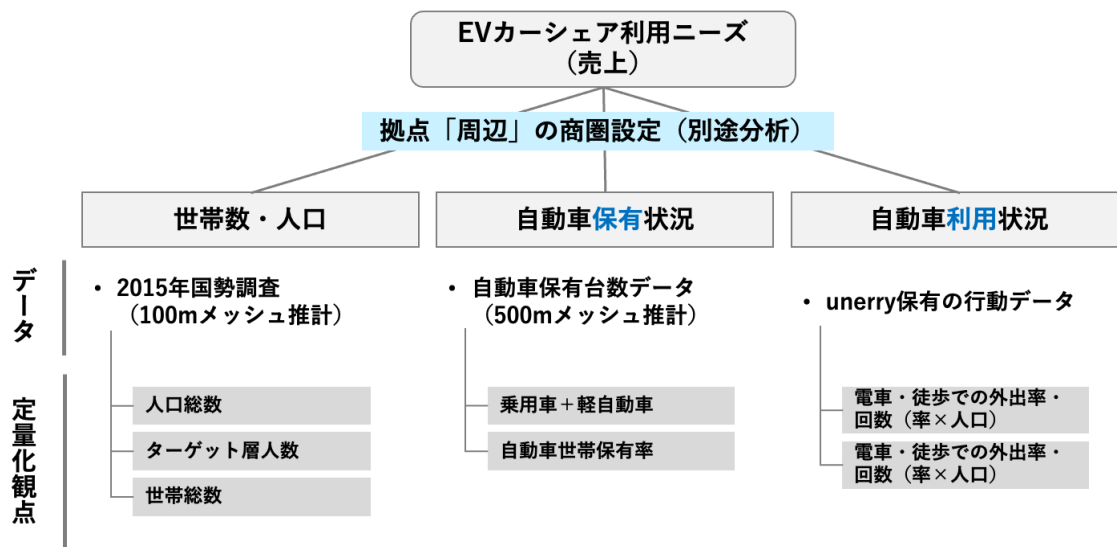 EVカーシェア利用ニーズ
（売上）
拠点「周辺」の商圏設定（別途分析）
世帯数・人口
自動車保有状況
自動車利用状況
データ
• 2015年国勢調査
（100mメッシュ推計）
• 自動車保有台数データ
（500mメッシュ推計）
• unerry保有の行動データ
定量化観点
人口総数
ターゲット層人数
世帯総数
乗用車＋軽自動車
自動車世帯保有率
電車・徒歩での外出率・
回数（率×人口）
電車・徒歩での外出率・
回数（率×人口）